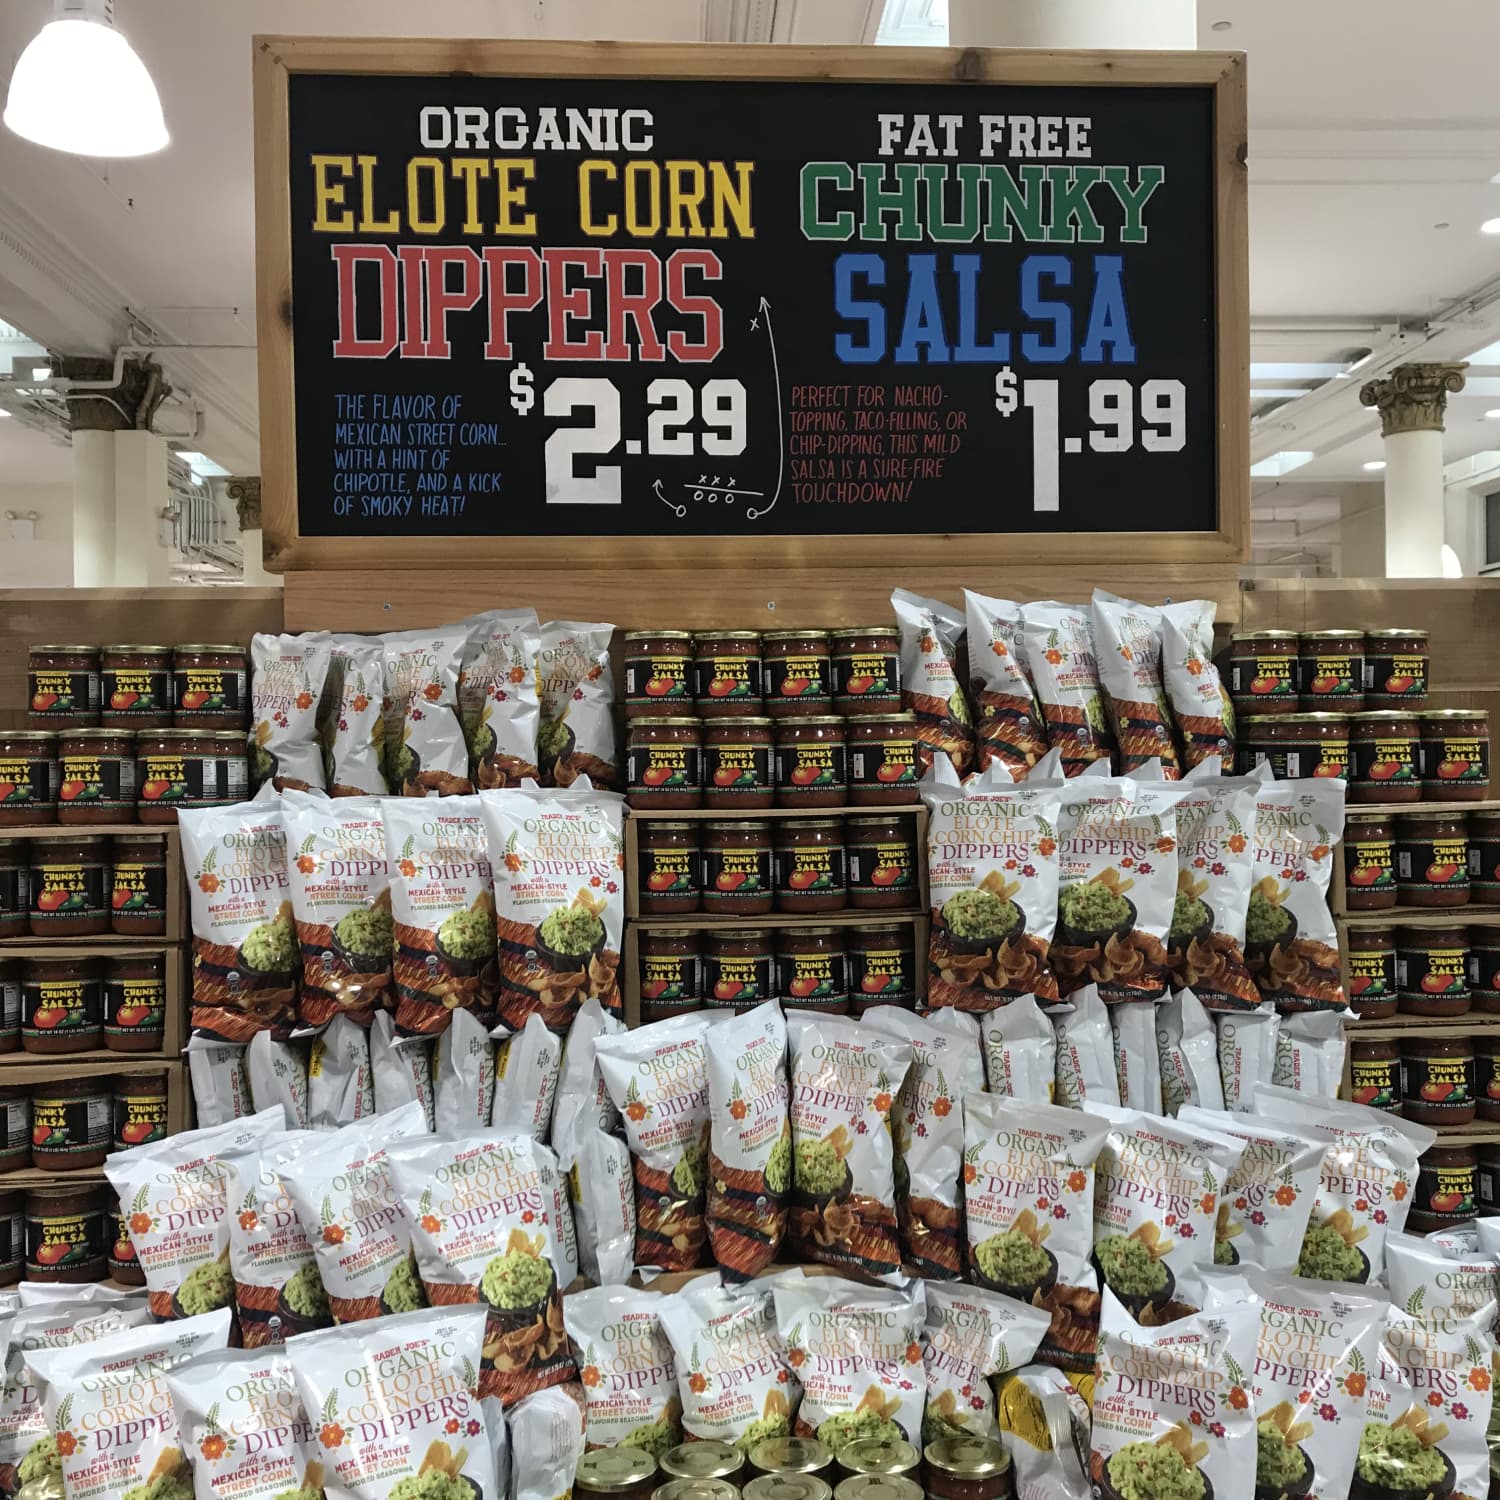 ORGANIC
ELOTE CORN
DIPPERS
$2.29
THE FLAVOR OF
MEXICAN STREET CORN...
WITH A HINT OF
CHIPOTLE, AND A KICK
OF SMOKY HEAT!
x
x x x
o o o
FAT FREE
CHUNKY
SALSA
$1.99
PERFECT FOR NACHO-
TOPPING, TACO-FILLING, OR
CHIP-DIPPING, THIS MILD
SALSA IS A SURE-FIRE
TOUCHDOWN!
CHUNKY
SALSA
TRADER JOE'S
ORGANIC
ELOTE
CORN CHIP
DIPPERS
with a
MEXICAN-STYLE
STREET CORN
FLAVORED SEASONING